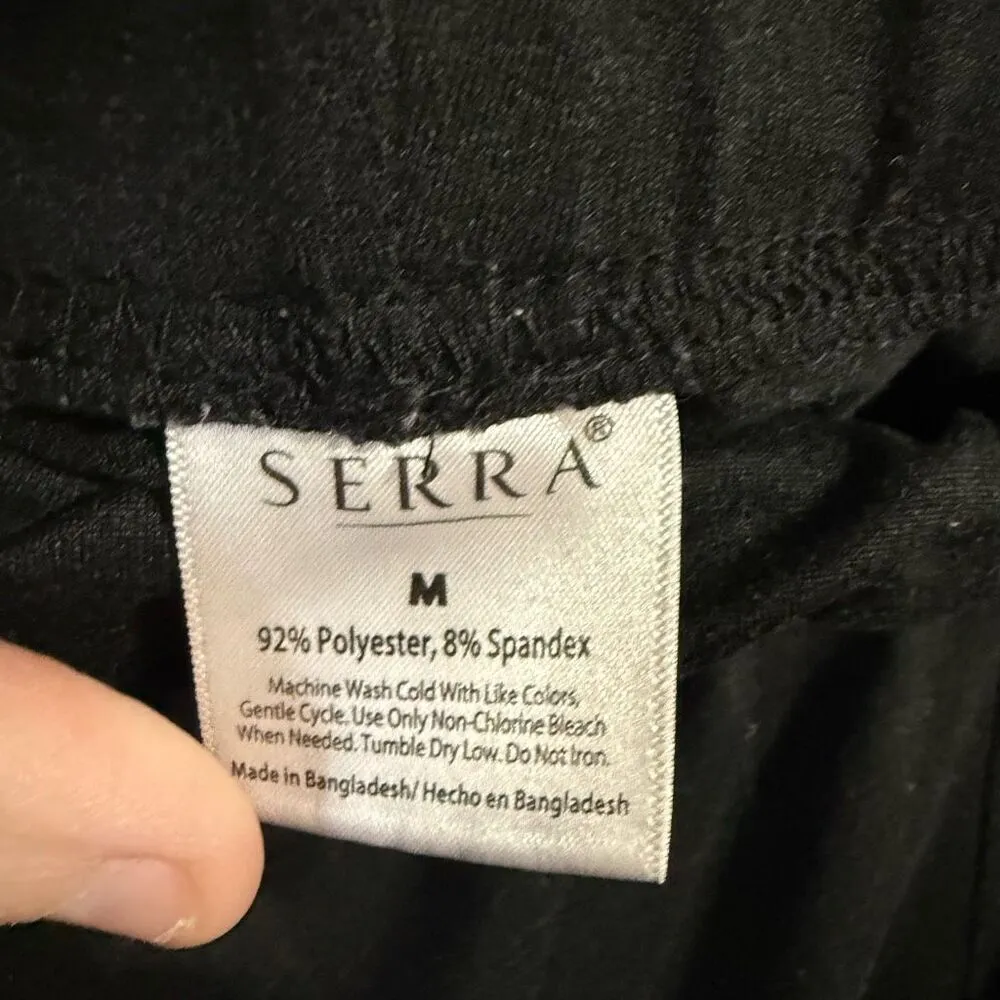 SERRA®
M
92% Polyester, 8% Spandex
Machine Wash Cold With Like Colors,
Gentle Cycle. Use Only Non-Chlorine Bleach
When Needed. Tumble Dry Low. Do Not Iron.
Made in Bangladesh/ Hecho en Bangladesh